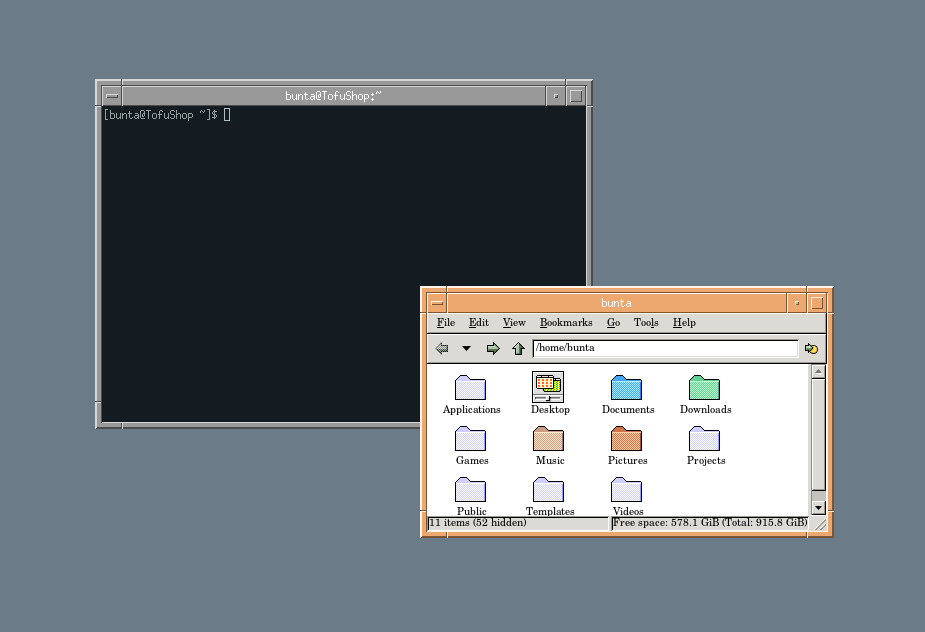 bunta@TofuShop:~
[bunta@TofuShop ~]$
bunta
File Edit View Bookmarks Go Tools Help
/home/bunta
Applications Desktop Documents Downloads
Games Music Pictures Projects
Public Templates Videos
11 items (52 hidden) Free space: 578.1 GiB (Total: 915.8 GiB)